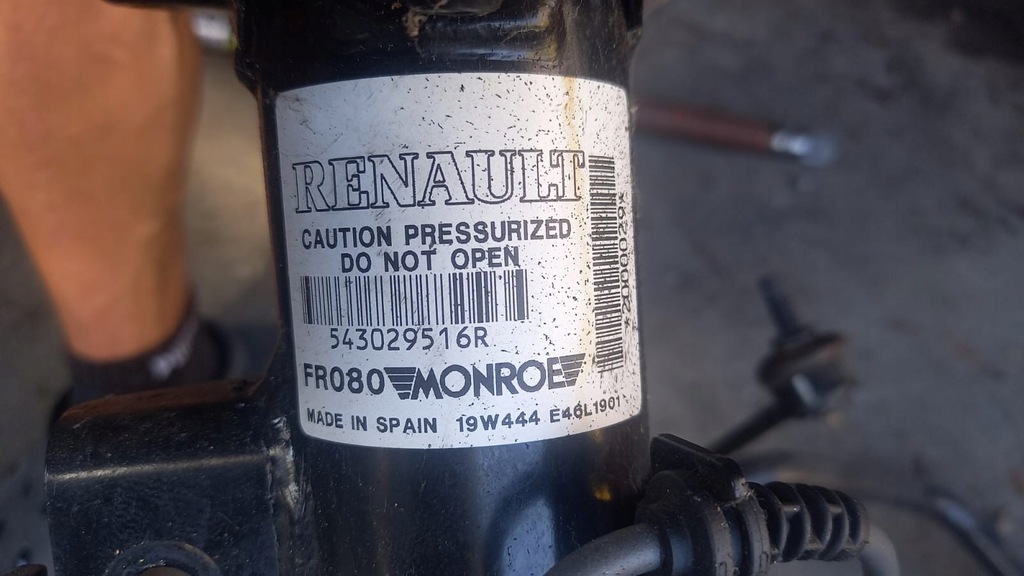 RENAULT
CAUTION PRESSURIZED
DO NOT OPEN
543029516R
FR080 MONROE
MADE IN SPAIN 19W444 E46L1901